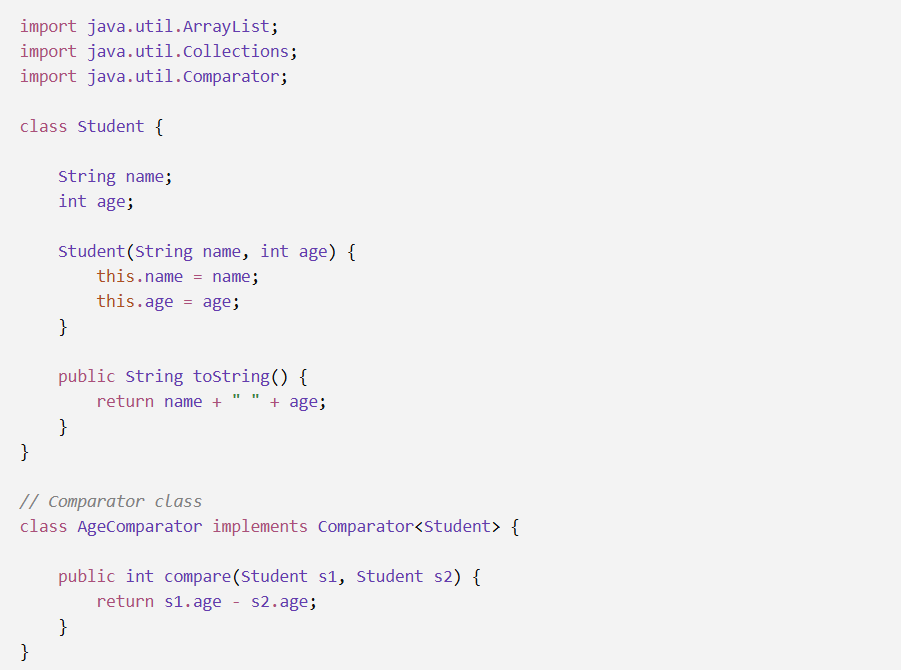 import java.util.ArrayList;
import java.util.Collections;
import java.util.Comparator;

class Student {

    String name;
    int age;

    Student(String name, int age) {
        this.name = name;
        this.age = age;
    }

    public String toString() {
        return name + " " + age;
    }
}

// Comparator class
class AgeComparator implements Comparator<Student> {

    public int compare(Student s1, Student s2) {
        return s1.age - s2.age;
    }
}